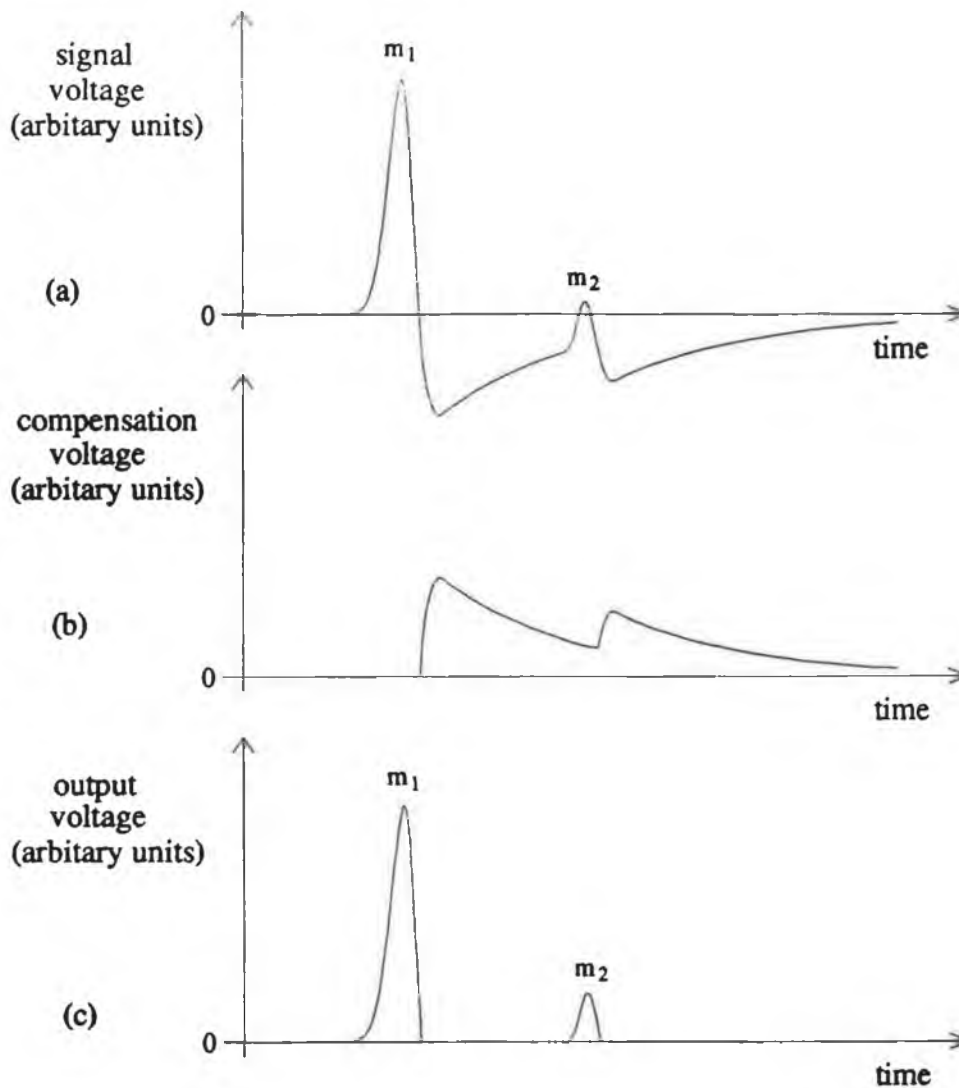 signal
voltage
(arbitary units)
m1
(a)
m2
0
time
compensation
voltage
(arbitary units)
(b)
0
time
output
voltage
(arbitary units)
m1
m2
(c)
0
time